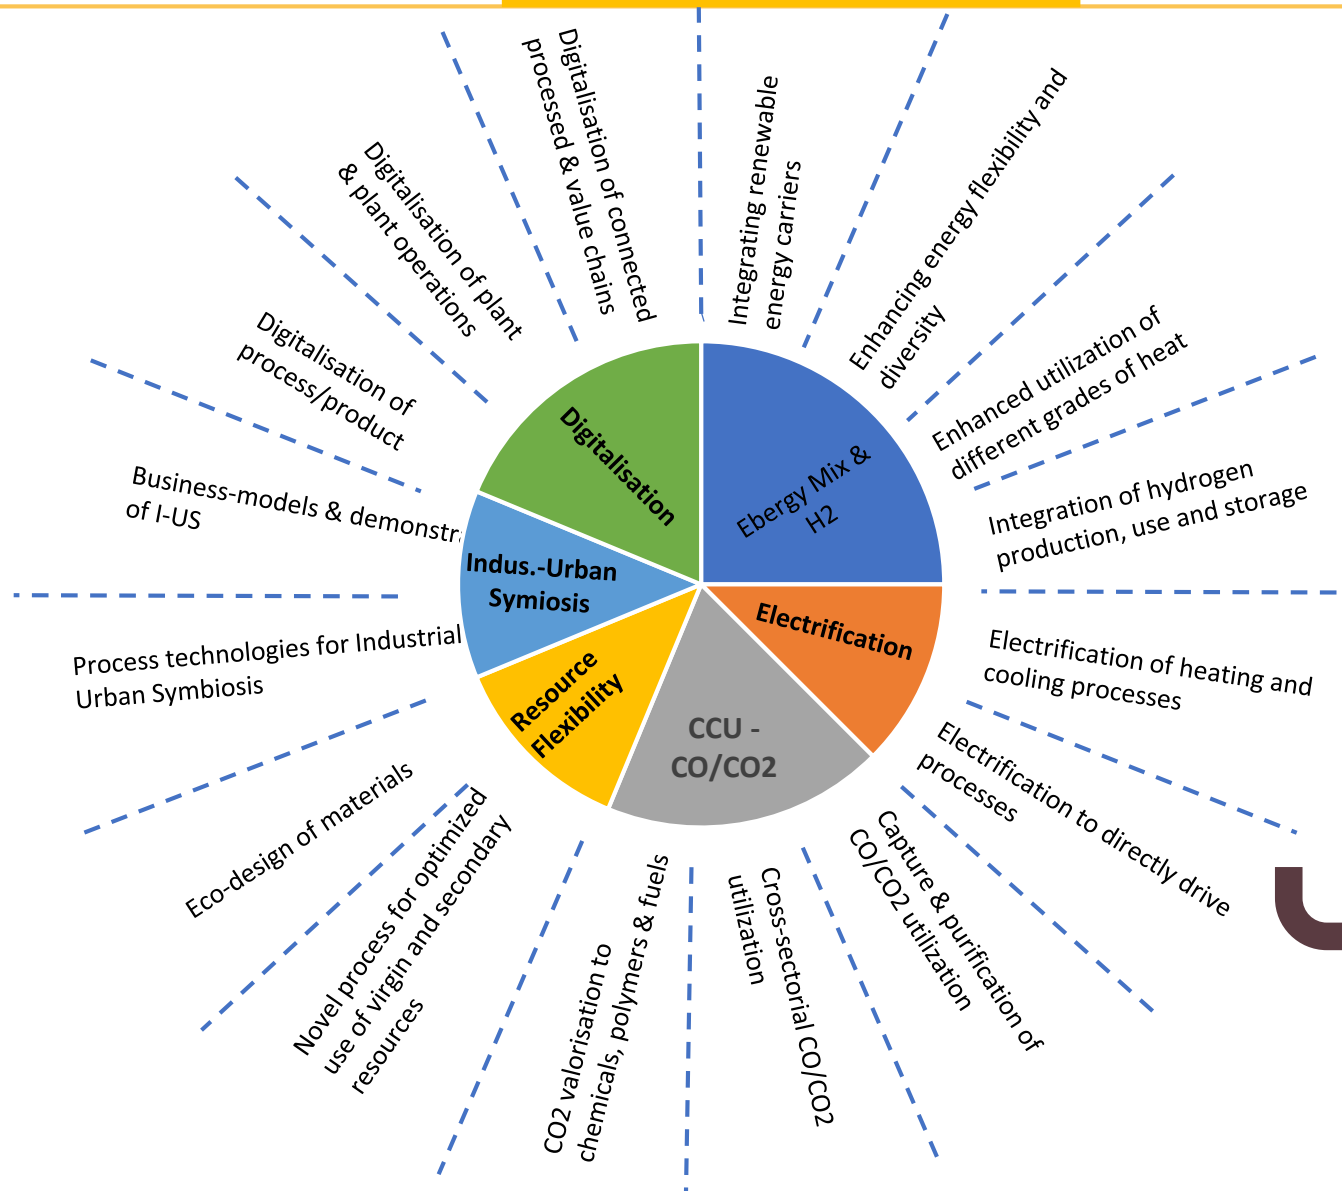 Integrating renewable
energy carriers
Enhancing energy flexibility and
diversity
Enhanced utilization of
different grades of heat
Integration of hydrogen
production, use and storage
Electrification of heating and
cooling processes
Electrification to directly drive
processes
Capture & purification of
CO/CO2 utilization
Cross-sectorial CO/CO2
utilization
CO2 valorisation to
chemicals, polymers & fuels
Novel process for optimized
use of virgin and secondary
resources
Eco-design of materials
Process technologies for Industrial
Urban Symbiosis
Business-models & demonstr
of I-US
Digitalisation of
process/product
Digitalisation of plant
& plant operations
Digitalisation of connected
processed & value chains
Ebergy Mix &
H2
Electrification
CCU -
CO/CO2
Resource
Flexibility
Indus.-Urban
Symiosis
Digitalisation